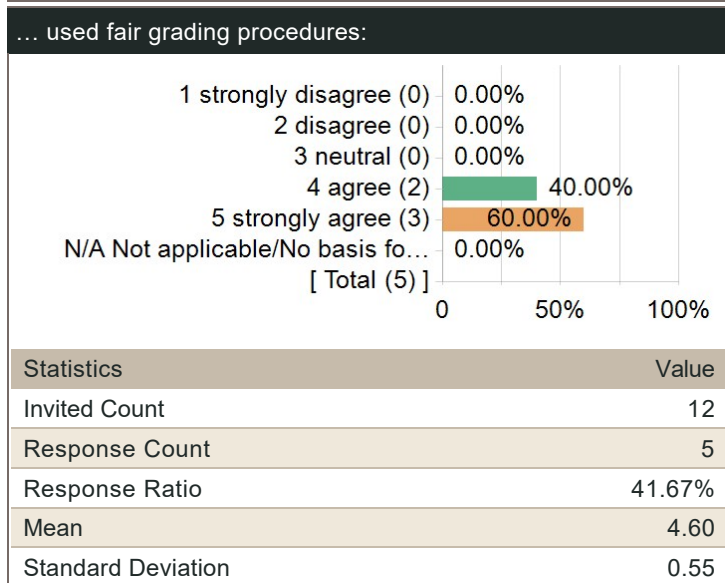 ... used fair grading procedures:
1 strongly disagree (0) 0.00%
2 disagree (0) 0.00%
3 neutral (0) 0.00%
4 agree (2) 40.00%
5 strongly agree (3) 60.00%
N/A Not applicable/No basis fo... 0.00%
[ Total (5) ]
0 50% 100%
Statistics Value
Invited Count 12
Response Count 5
Response Ratio 41.67%
Mean 4.60
Standard Deviation 0.55